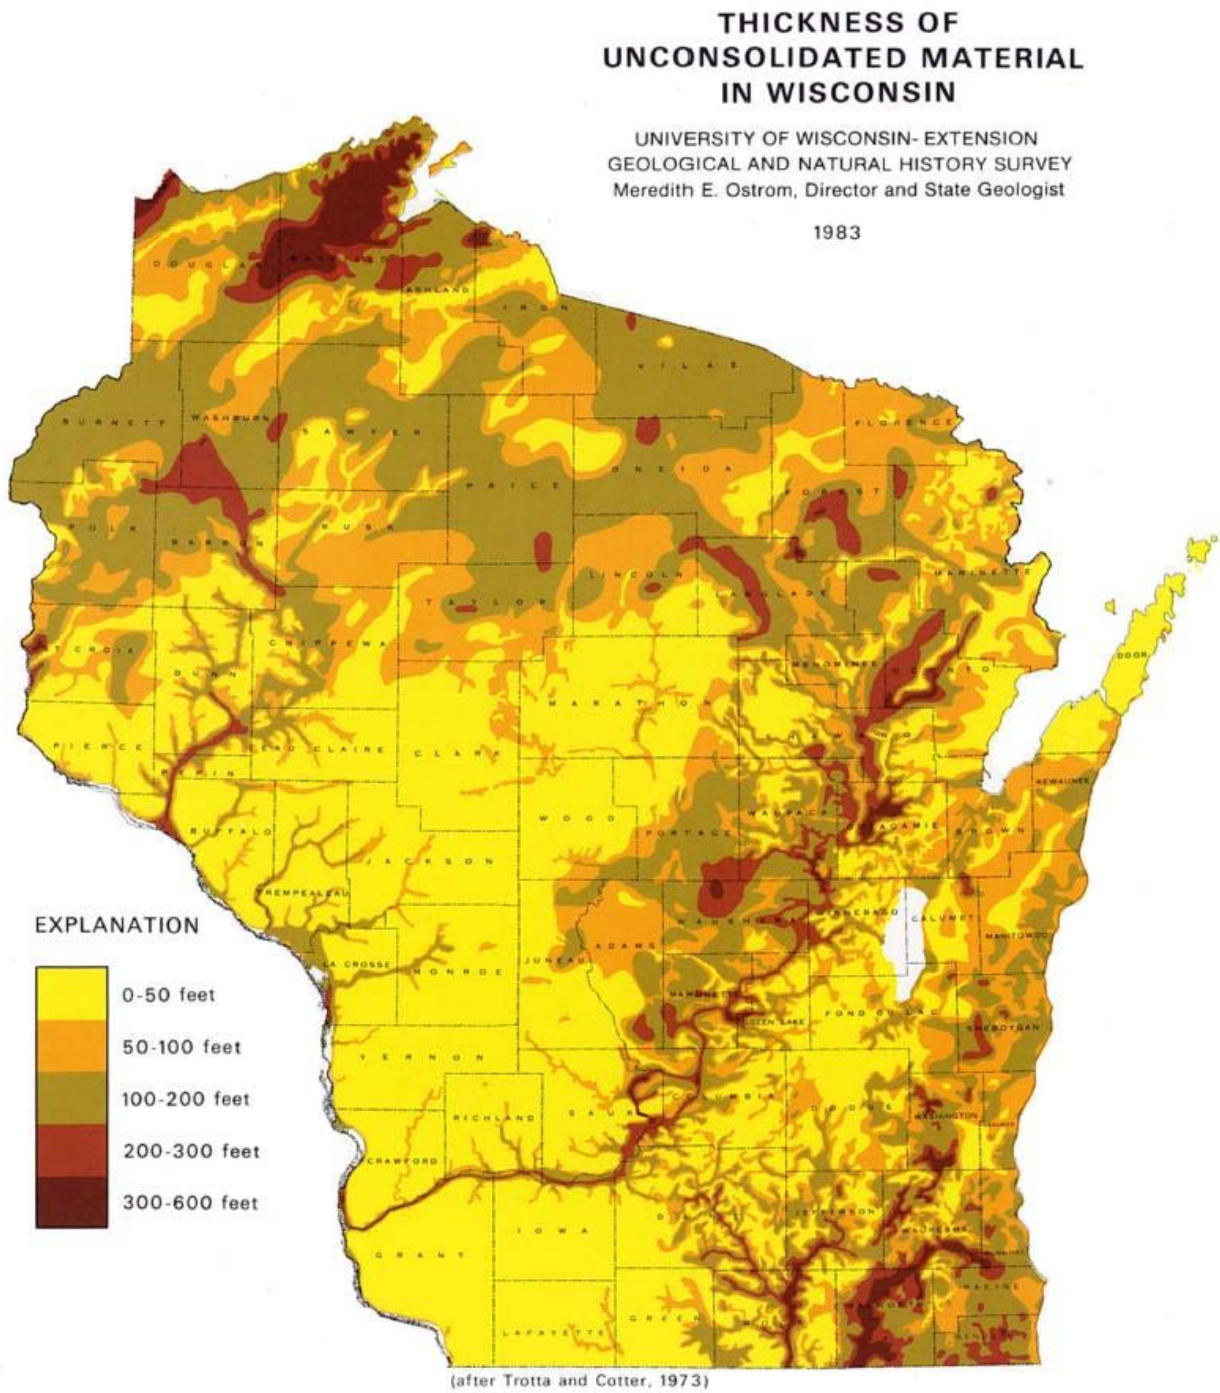 THICKNESS OF
UNCONSOLIDATED MATERIAL
IN WISCONSIN
UNIVERSITY OF WISCONSIN- EXTENSION
GEOLOGICAL AND NATURAL HISTORY SURVEY
Meredith E. Ostrom, Director and State Geologist
1983
DOUGLAS
ASHLAND
IRON
VILAS
BURNETT
WASHBURN
SAWYER
FLORENCE
ONEIDA
PRICE
FOREST
POLK
RUSK
BARRON
LINCOLN
MARINETTE
LANGLADE
TAYLOR
CHIPPEWA
ST CROIX
DOOR
MENOMINEE
OCONTO
DUNN
MARATHON
SHAWANO
PIERCE
EAU CLAIRE
CLARK
PEPIN
KEWAUNEE
WAUPACA
WOOD
BUFFALO
PORTAGE
BROWN
JACKSON
TREMPEALEAU
WINNEBAGO
CALUMET
WAUSHARA
MANITOWOC
ADAMS
JUNEAU
LA CROSSE
MONROE
MARQUETTE
GREEN LAKE
FOND DU LAC
SHEBOYGAN
VERNON
COLUMBIA
DODGE
RICHLAND
SAUK
WASHINGTON
CRAWFORD
JEFFERSON
WAUKESHA
IOWA
GRANT
RACINE
WALWORTH
GREEN
LAFAYETTE
EXPLANATION
0-50 feet
50-100 feet
100-200 feet
200-300 feet
300-600 feet
(after Trotta and Cotter, 1973)